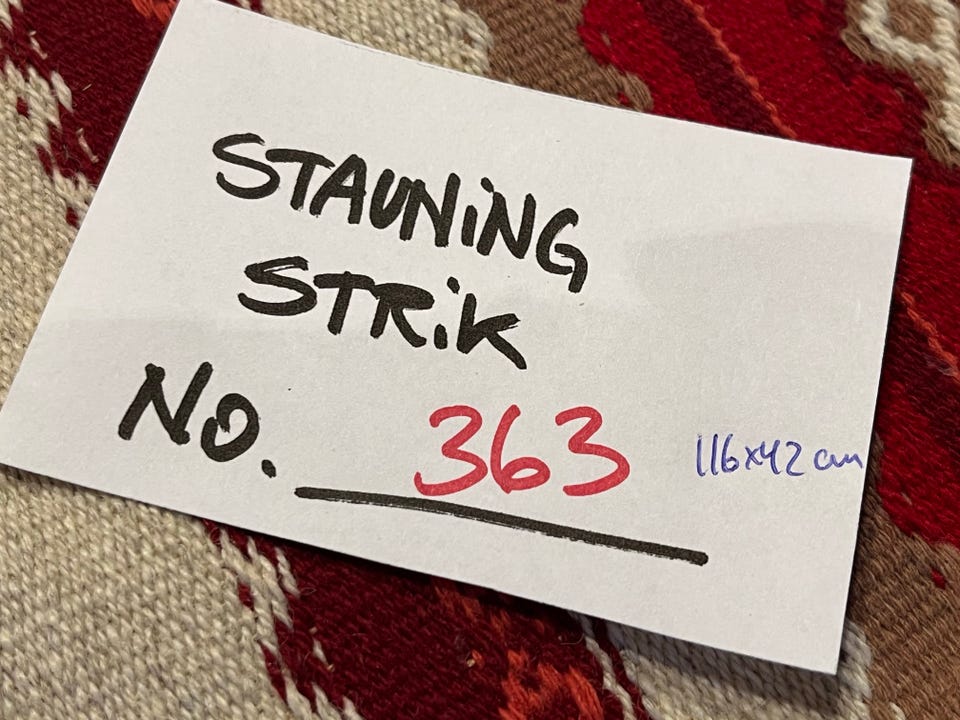 STAUNiNG
STRiK
No. 363 116x42 cm